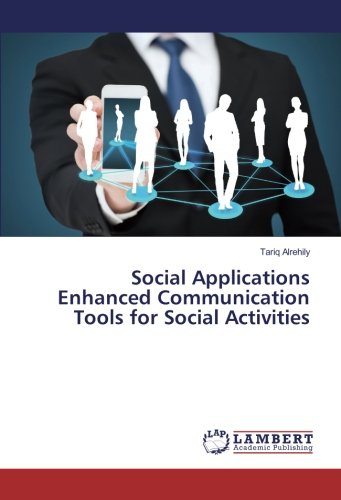 Tariq Alrehily
Social Applications
Enhanced Communication
Tools for Social Activities
LAP LAMBERT
Academic Publishing